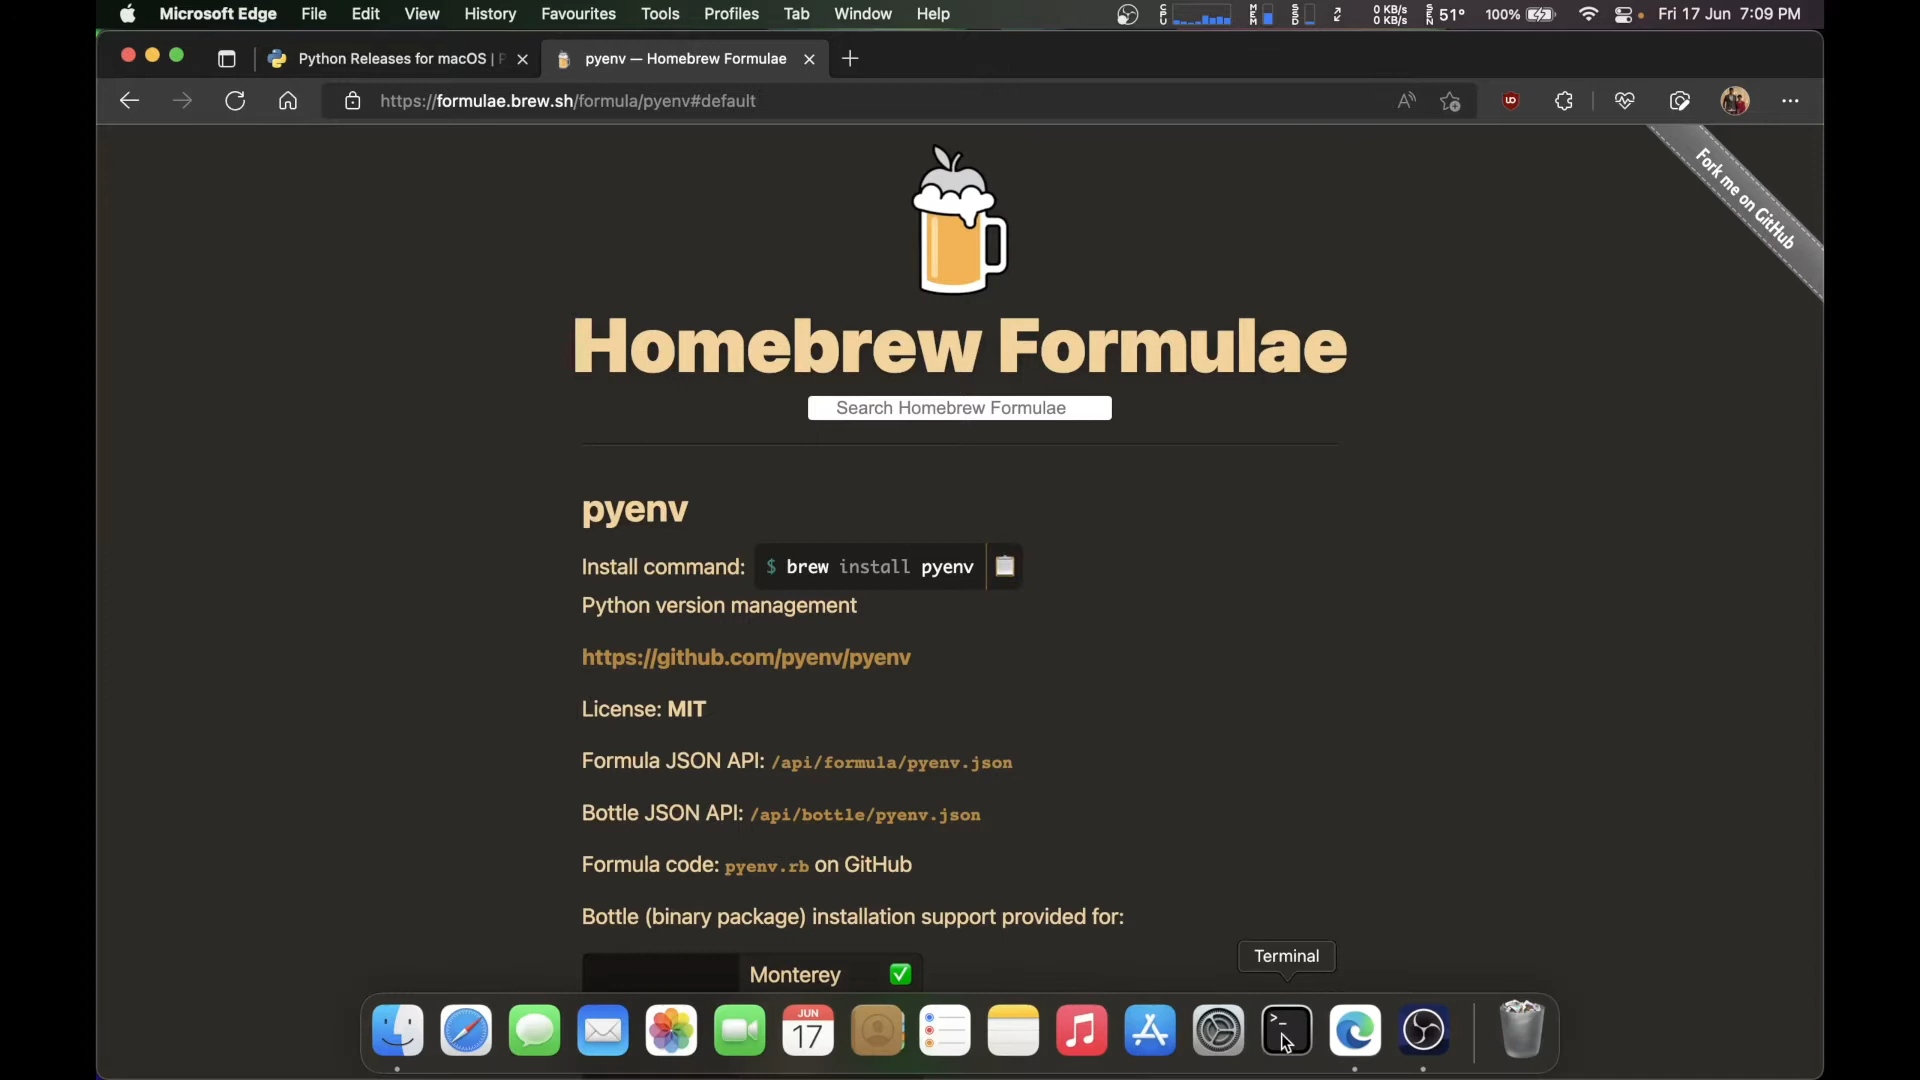 Microsoft Edge File Edit View History Favourites Tools Profiles Tab Window Help CPU MEM SSD 0 KB/s 0 KB/s SEN 51° 100% Fri 17 Jun 7:09 PM
Python Releases for macOS | P
pyenv — Homebrew Formulae
https://formulae.brew.sh/formula/pyenv#default
Fork me on GitHub
Homebrew Formulae
Search Homebrew Formulae
pyenv
Install command: $ brew install pyenv
Python version management
https://github.com/pyenv/pyenv
License: MIT
Formula JSON API: /api/formula/pyenv.json
Bottle JSON API: /api/bottle/pyenv.json
Formula code: pyenv.rb on GitHub
Bottle (binary package) installation support provided for:
Monterey
Terminal
JUN
17